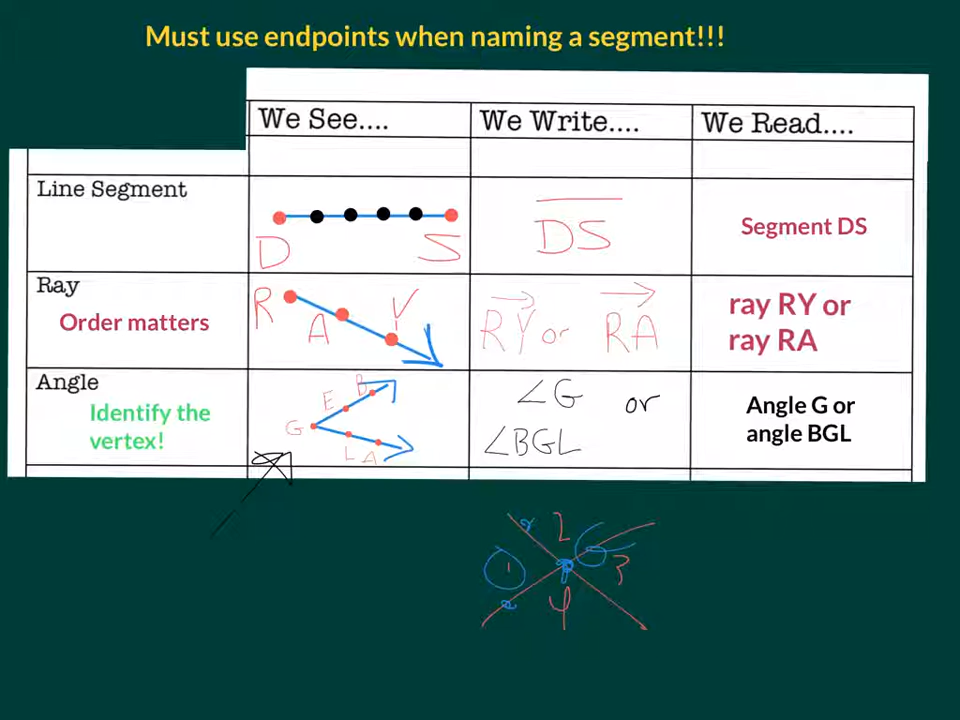 Must use endpoints when naming a segment!!!
We See....
We Write....
We Read....
Line Segment
D
S
DS
Segment DS
Ray
Order matters
R
A
Y
RY or RA
ray RY or
ray RA
Angle
Identify the
vertex!
B
E
G
L A
∠G or
∠BGL
Angle G or
angle BGL
2
1
3
4